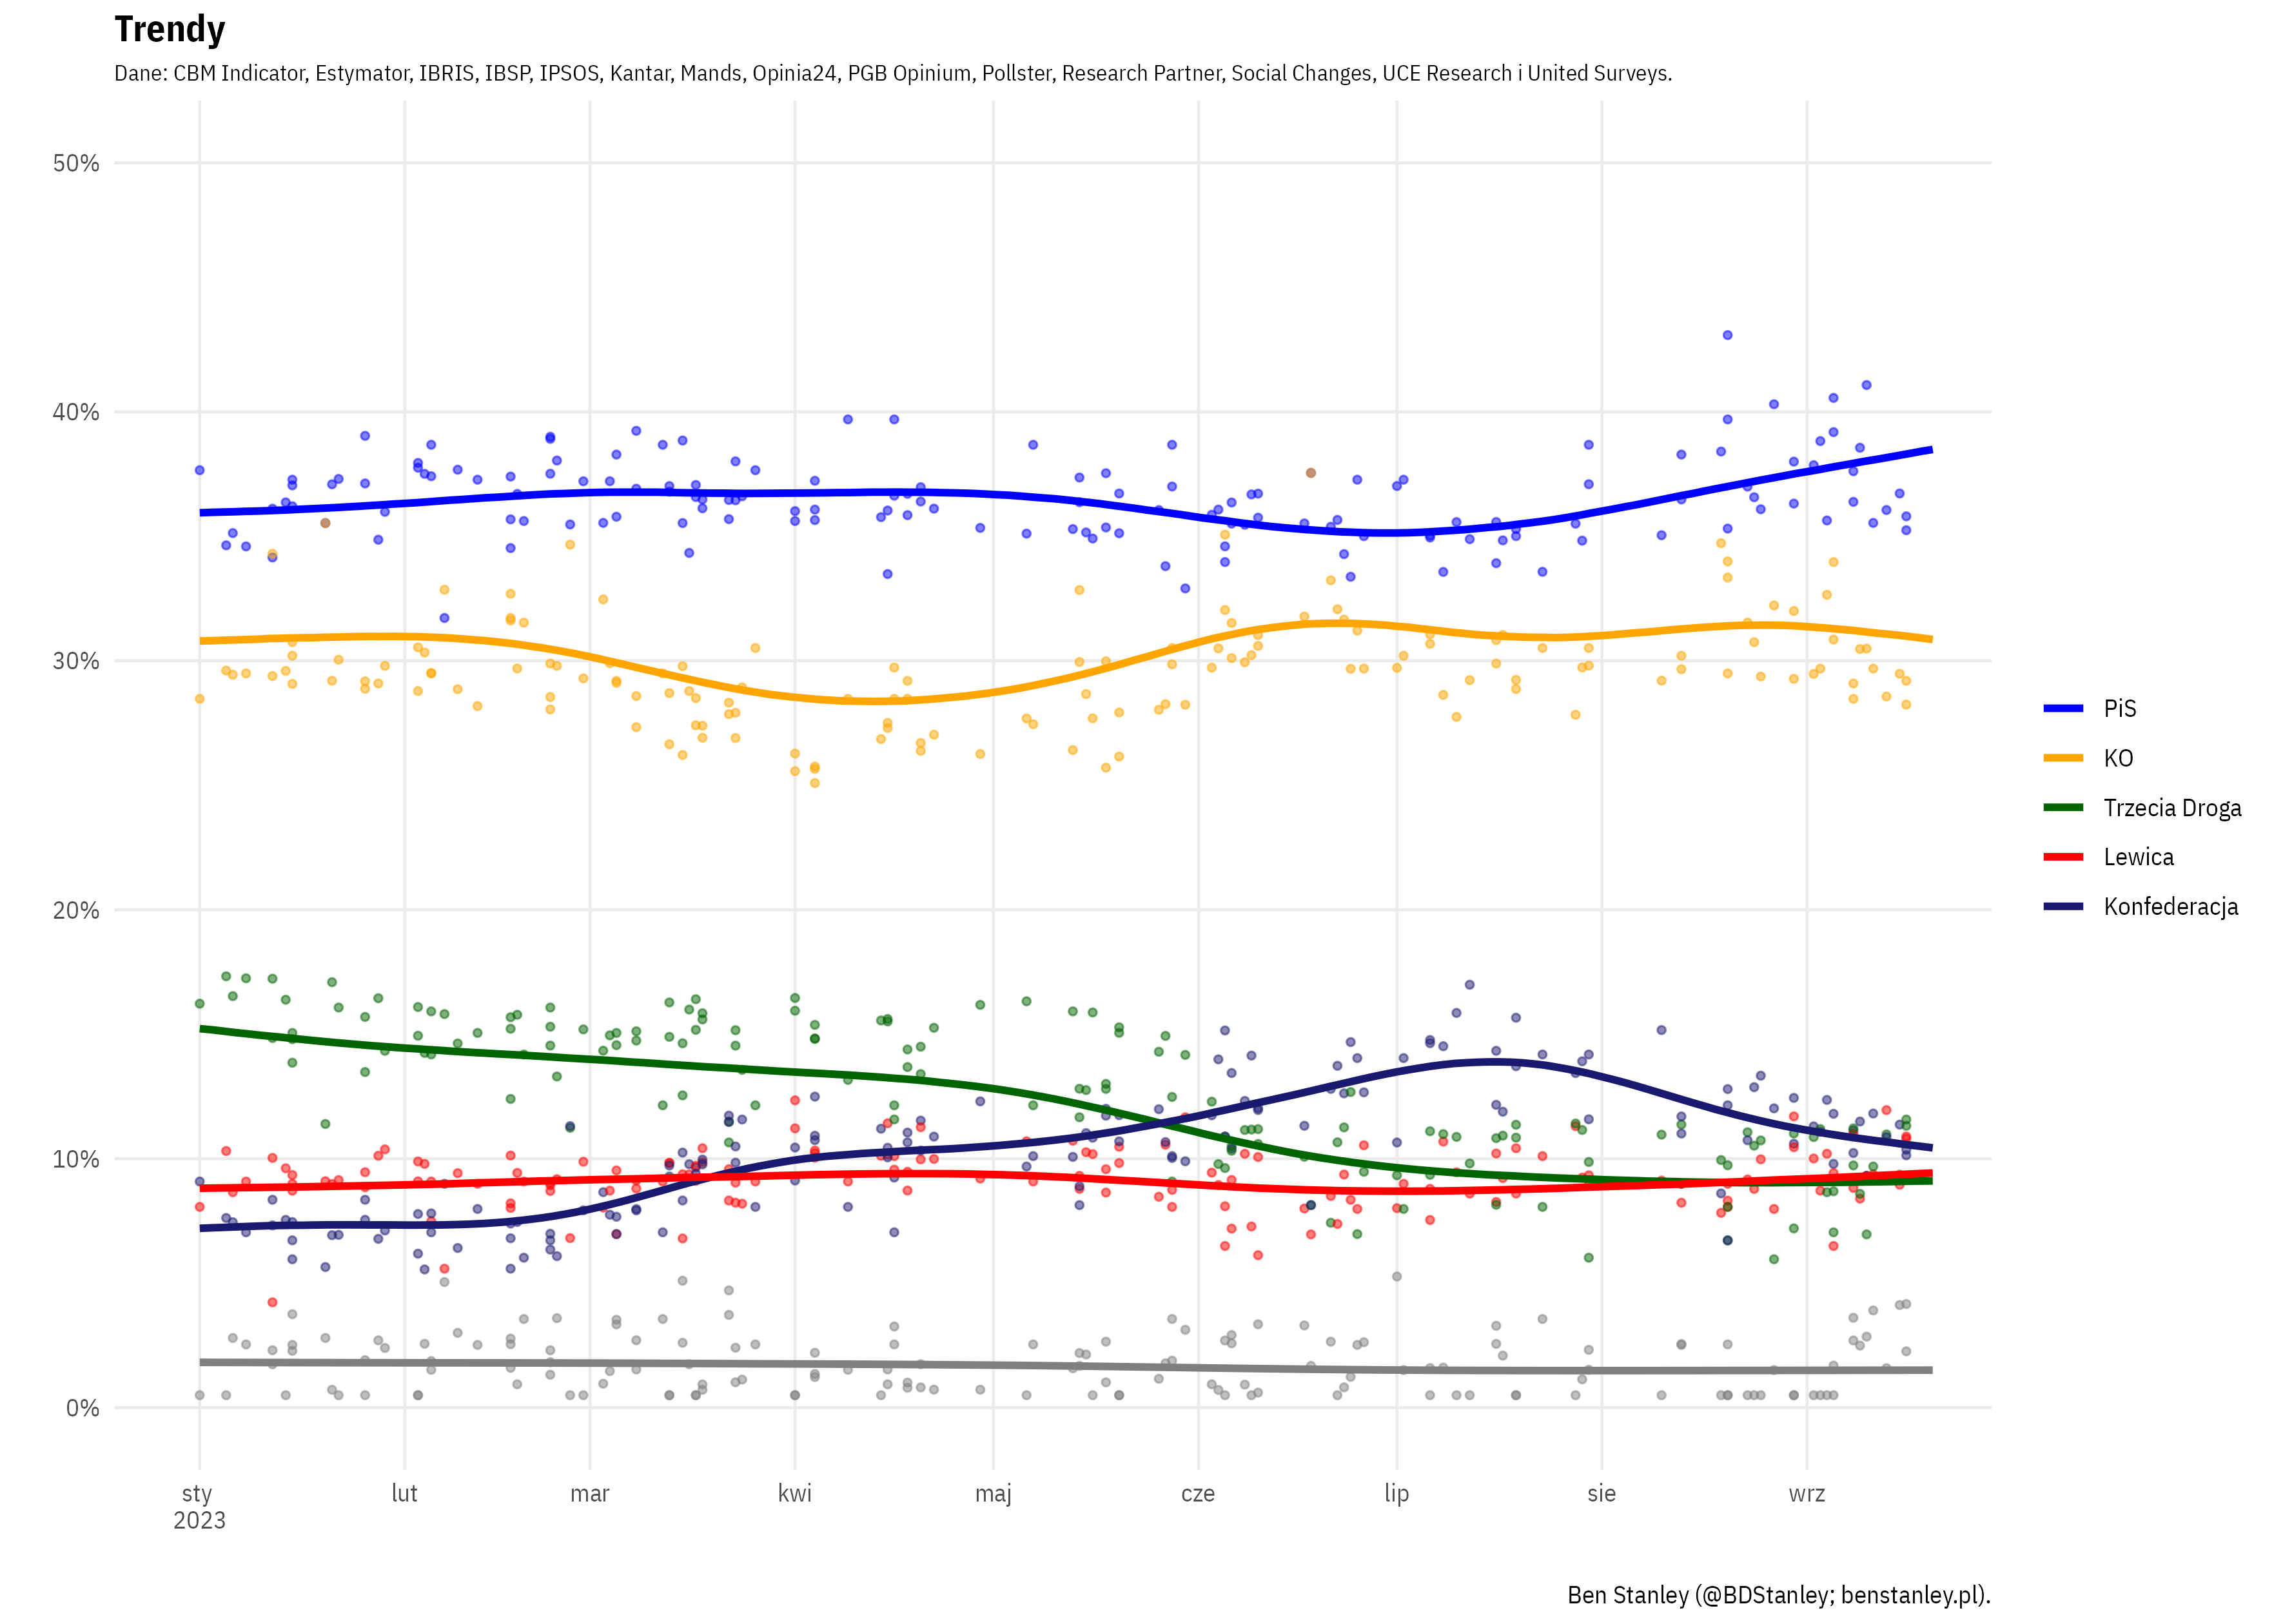 Trendy
Dane: CBM Indicator, Estymator, IBRIS, IBSP, IPSOS, Kantar, Mands, Opinia24, PGB Opinium, Pollster, Research Partner, Social Changes, UCE Research i United Surveys.
50%
40%
30%
20%
10%
0%
PiS
KO
Trzecia Droga
Lewica
Konfederacja
sty lut mar kwi maj cze lip sie wrz
2023
Ben Stanley (@BDStanley; benstanley.pl).